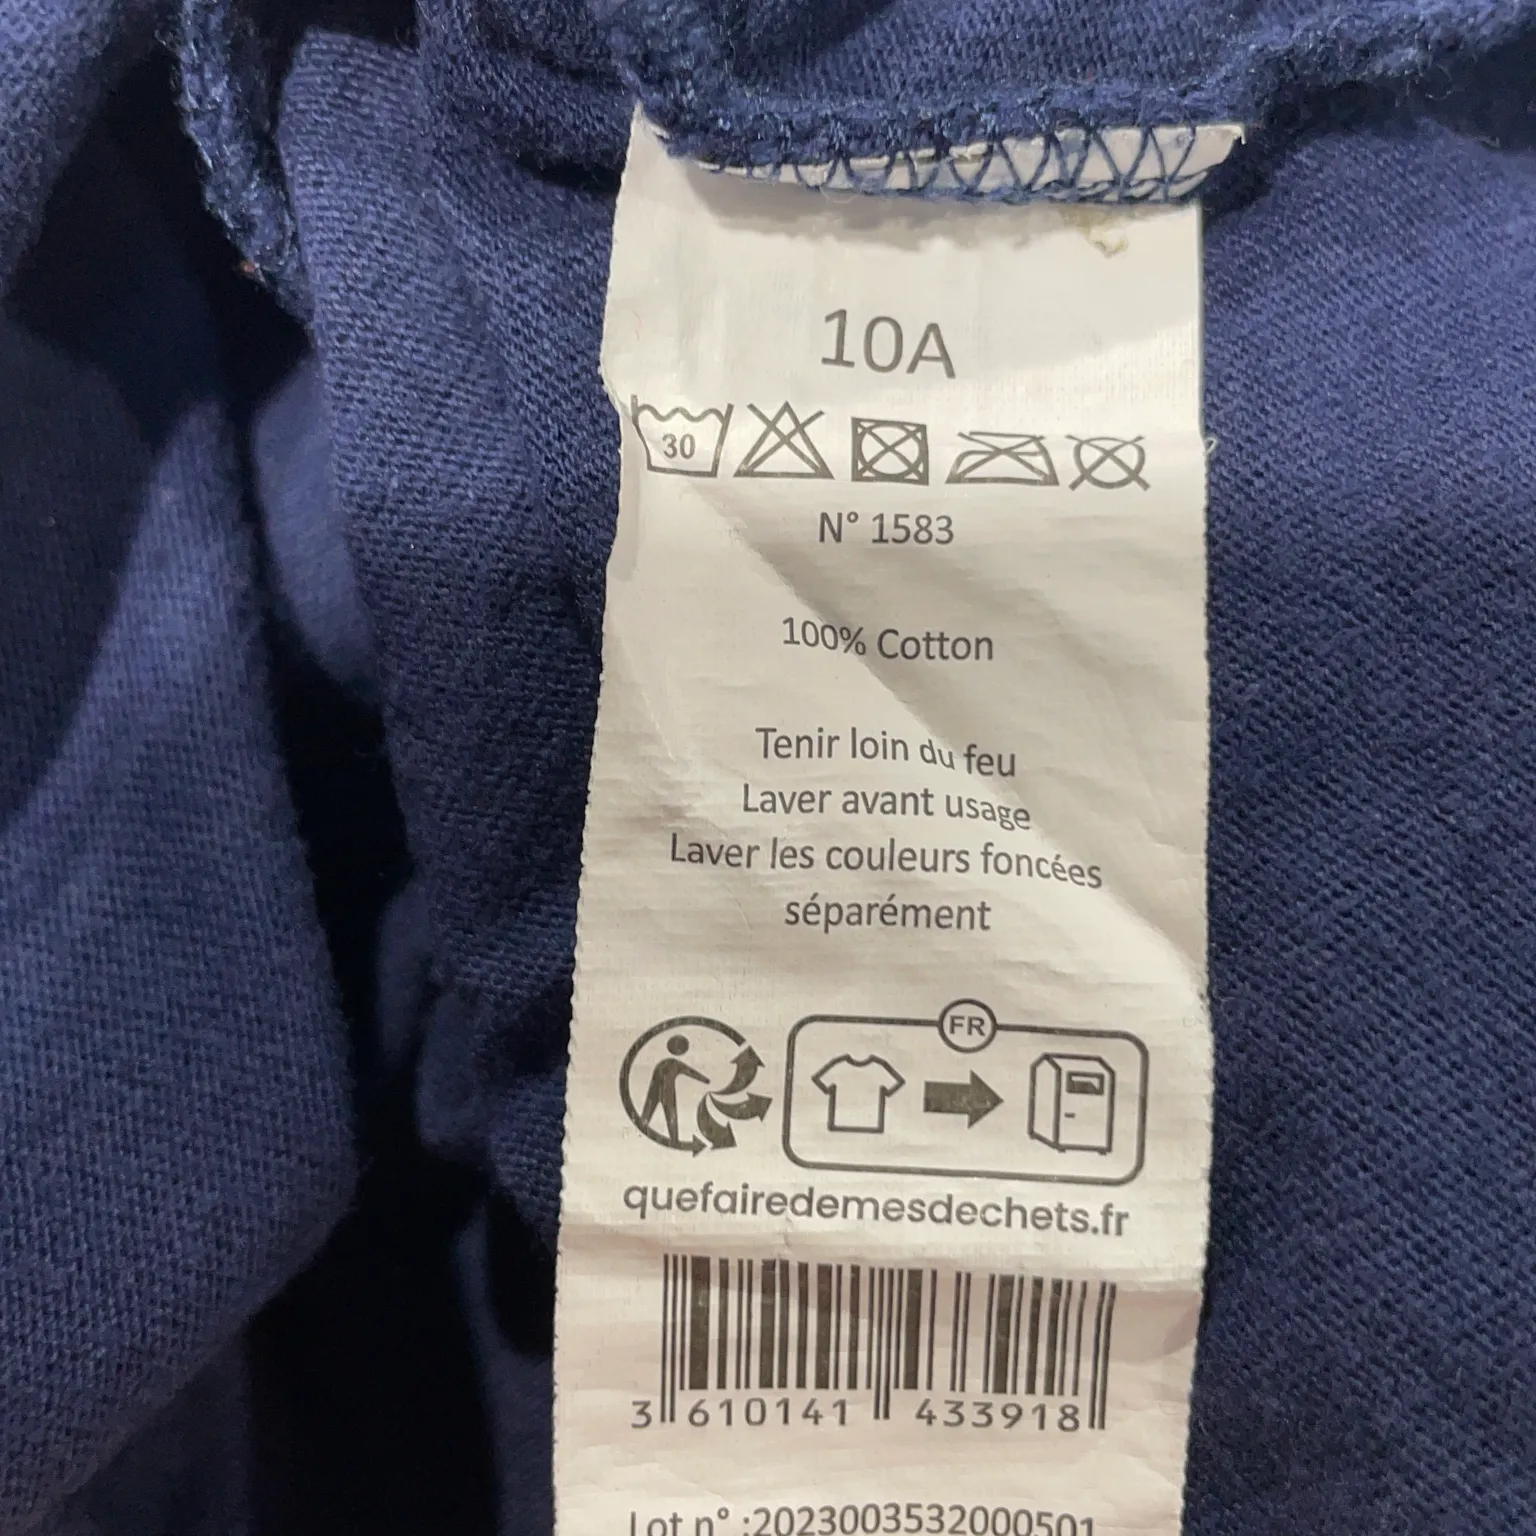 10A
30
N° 1583
100% Cotton
Tenir loin du feu
Laver avant usage
Laver les couleurs foncées
séparément
FR
quefairedemesdechets.fr
3 610141 433918
Lot n° :2023003532000501